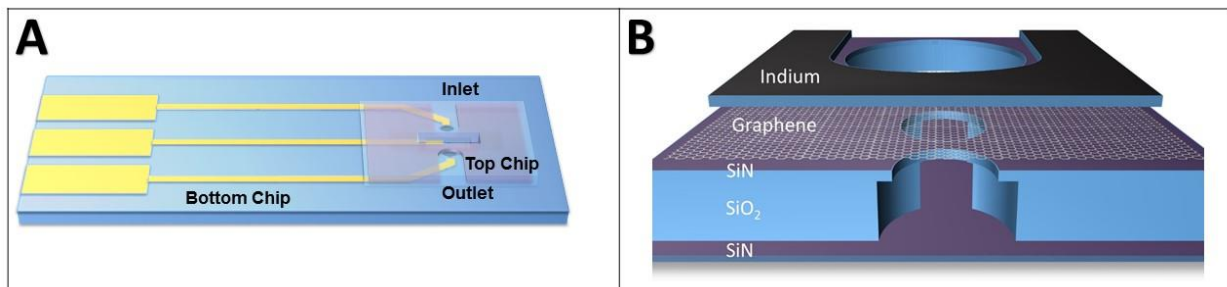 A
Inlet
Top Chip
Bottom Chip
Outlet
B
Indium
Graphene
SiN
SiO₂
SiN